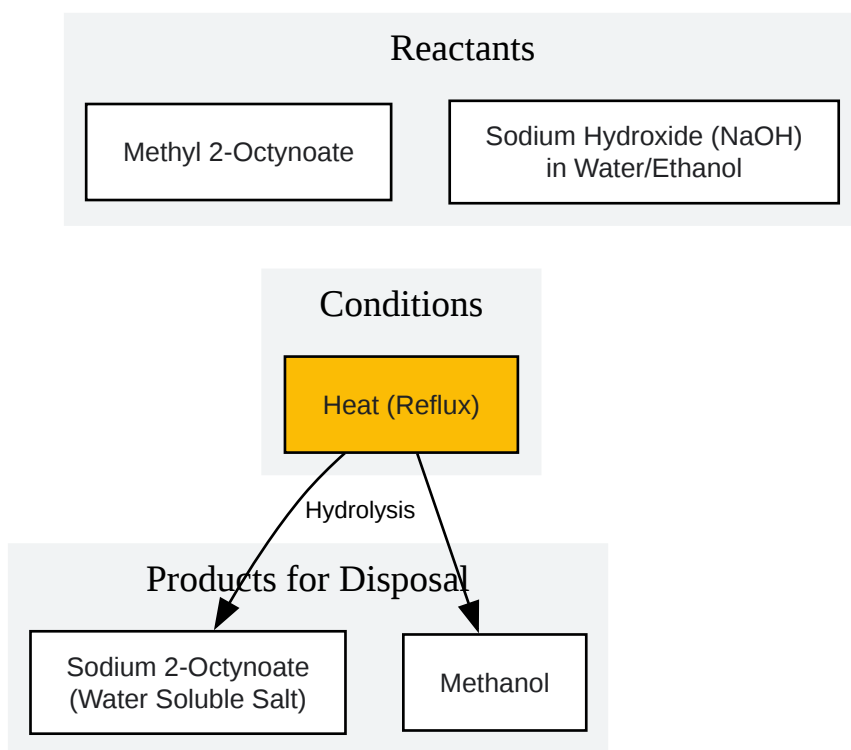 Reactants
Methyl 2-Octynoate
Sodium Hydroxide (NaOH)
in Water/Ethanol
Conditions
Heat (Reflux)
Hydrolysis
Products for Disposal
Sodium 2-Octynoate
(Water Soluble Salt)
Methanol